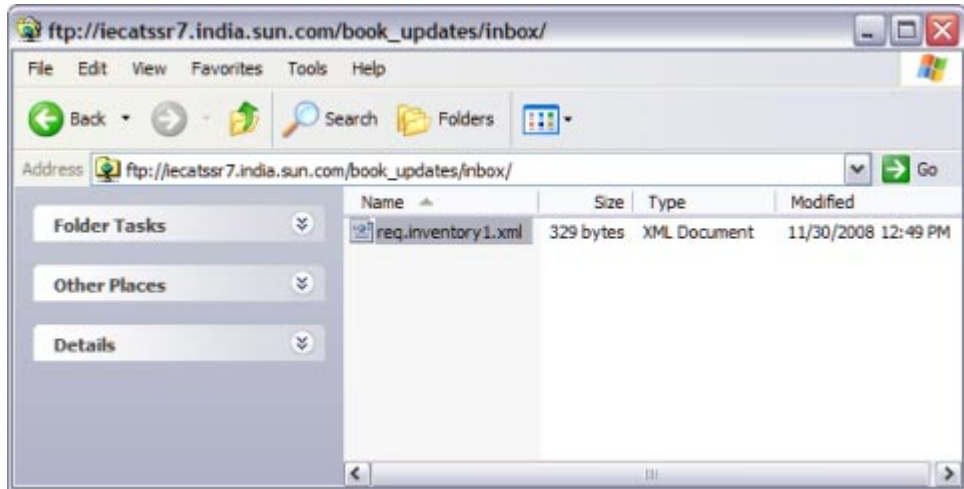 ftp://iecatssr7.india.sun.com/book_updates/inbox/
File Edit View Favorites Tools Help
Back Search Folders
Address ftp://iecatssr7.india.sun.com/book_updates/inbox/ Go
Name Size Type Modified
Folder Tasks
req.inventory1.xml 329 bytes XML Document 11/30/2008 12:49 PM
Other Places
Details